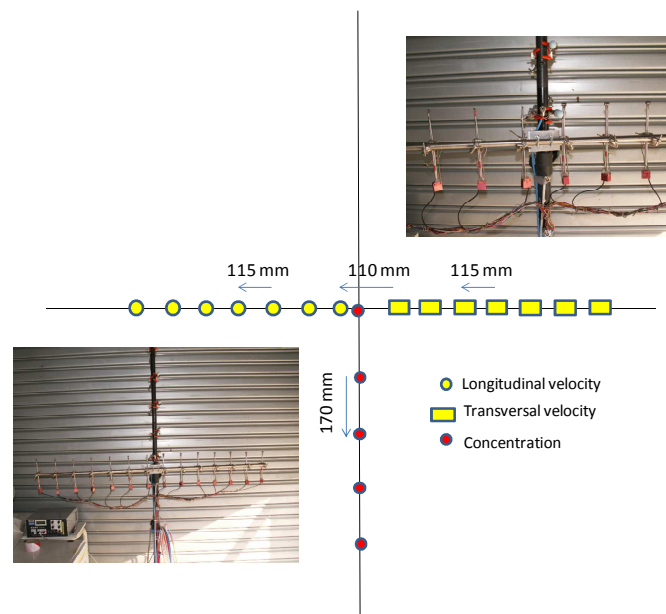 115 mm
110 mm
115 mm
170 mm
Longitudinal velocity
Transversal velocity
Concentration